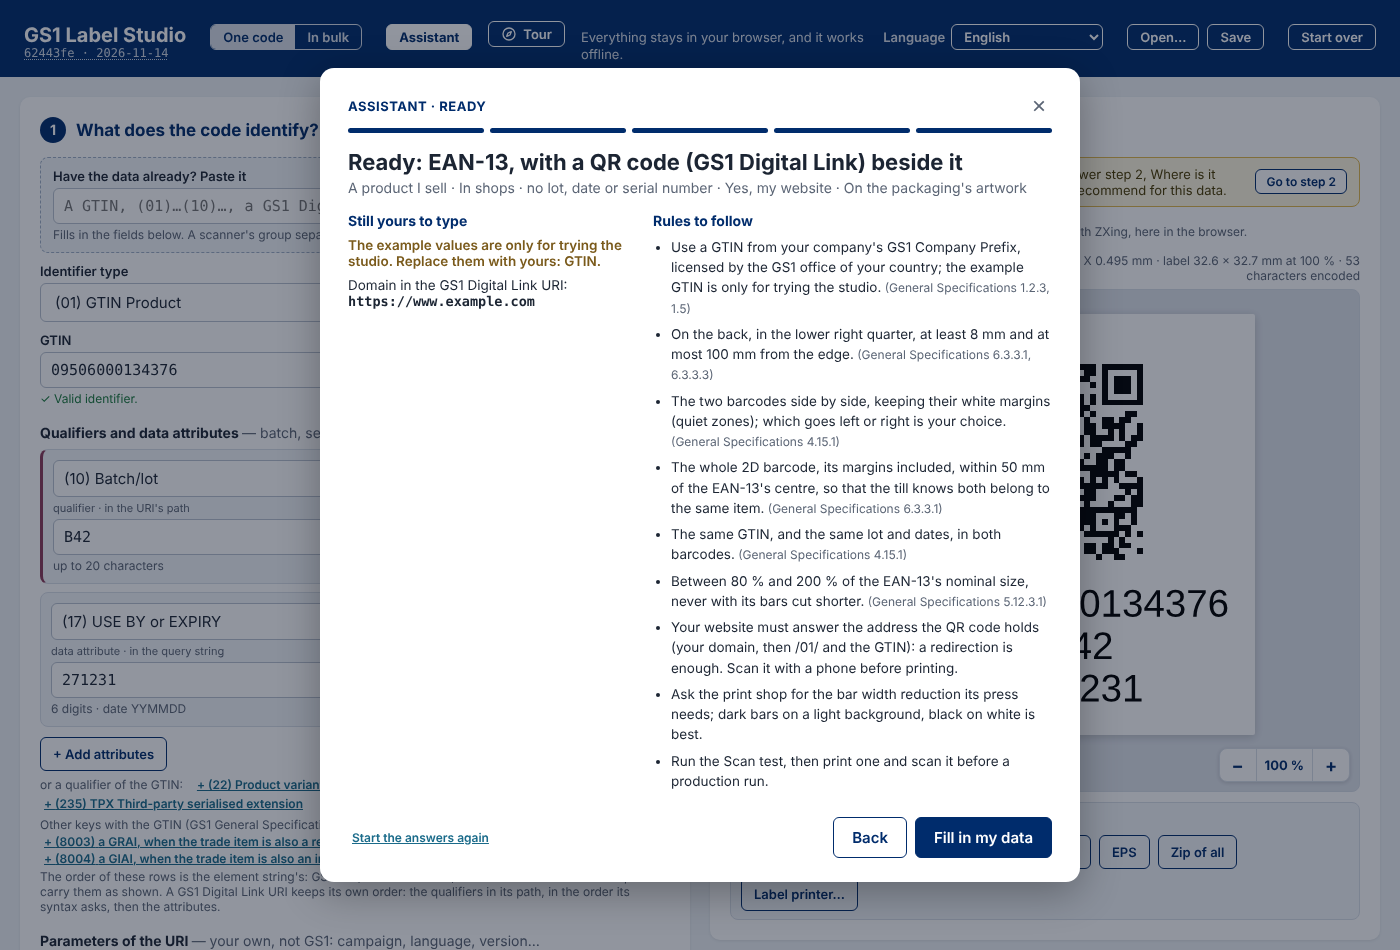 GS1 Label Studio
62443fe · 2026-11-14
One code
In bulk
Assistant
Tour
Everything stays in your browser, and it works
offline.
Language
English
Open...
Save
Start over
1
What does the code identify?
Have the data already? Paste it
A GTIN, (01)…(10)…, a GS1 Dig
Fills in the fields below. A scanner's group sepa
Identifier type
(01) GTIN Product
GTIN
09506000134376
✓ Valid identifier.
Qualifiers and data attributes — batch, se
(10) Batch/lot
qualifier · in the URI's path
B42
up to 20 characters
(17) USE BY or EXPIRY
data attribute · in the query string
271231
6 digits · date YYMMDD
+ Add attributes
or a qualifier of the GTIN:
+ (22) Product varian
+ (235) TPX Third-party serialised extension
Other keys with the GTIN (GS1 General Specificati
+ (8003) a GRAI, when the trade item is also a re
+ (8004) a GIAI, when the trade item is also an i
The order of these rows is the element string's: GS
carry them as shown. A GS1 Digital Link URI keeps its own order: the qualifiers in its path, in the order its
syntax asks, then the attributes.
Parameters of the URI — your own, not GS1: campaign, language, version...
ASSISTANT · READY
Ready: EAN-13, with a QR code (GS1 Digital Link) beside it
A product I sell · In shops · no lot, date or serial number · Yes, my website · On the packaging's artwork
Still yours to type
The example values are only for trying the
studio. Replace them with yours: GTIN.
Domain in the GS1 Digital Link URI:
https://www.example.com
Rules to follow
• Use a GTIN from your company's GS1 Company Prefix,
licensed by the GS1 office of your country; the example
GTIN is only for trying the studio. (General Specifications 1.2.3,
1.5)
• On the back, in the lower right quarter, at least 8 mm and at
most 100 mm from the edge. (General Specifications 6.3.3.1,
6.3.3.3)
• The two barcodes side by side, keeping their white margins
(quiet zones); which goes left or right is your choice.
(General Specifications 4.15.1)
• The whole 2D barcode, its margins included, within 50 mm
of the EAN-13's centre, so that the till knows both belong to
the same item. (General Specifications 6.3.3.1)
• The same GTIN, and the same lot and dates, in both
barcodes. (General Specifications 4.15.1)
• Between 80 % and 200 % of the EAN-13's nominal size,
never with its bars cut shorter. (General Specifications 5.12.3.1)
• Your website must answer the address the QR code holds
(your domain, then /01/ and the GTIN): a redirection is
enough. Scan it with a phone before printing.
• Ask the print shop for the bar width reduction its press
needs; dark bars on a light background, black on white is
best.
• Run the Scan test, then print one and scan it before a
production run.
Start the answers again
Back
Fill in my data
wer step 2, Where is it
ecommend for this data.
Go to step 2
th ZXing, here in the browser.
X 0.495 mm · label 32.6 × 32.7 mm at 100 % · 53
characters encoded
0134376
42
231
−
100 %
+
EPS
Zip of all
Label printer...